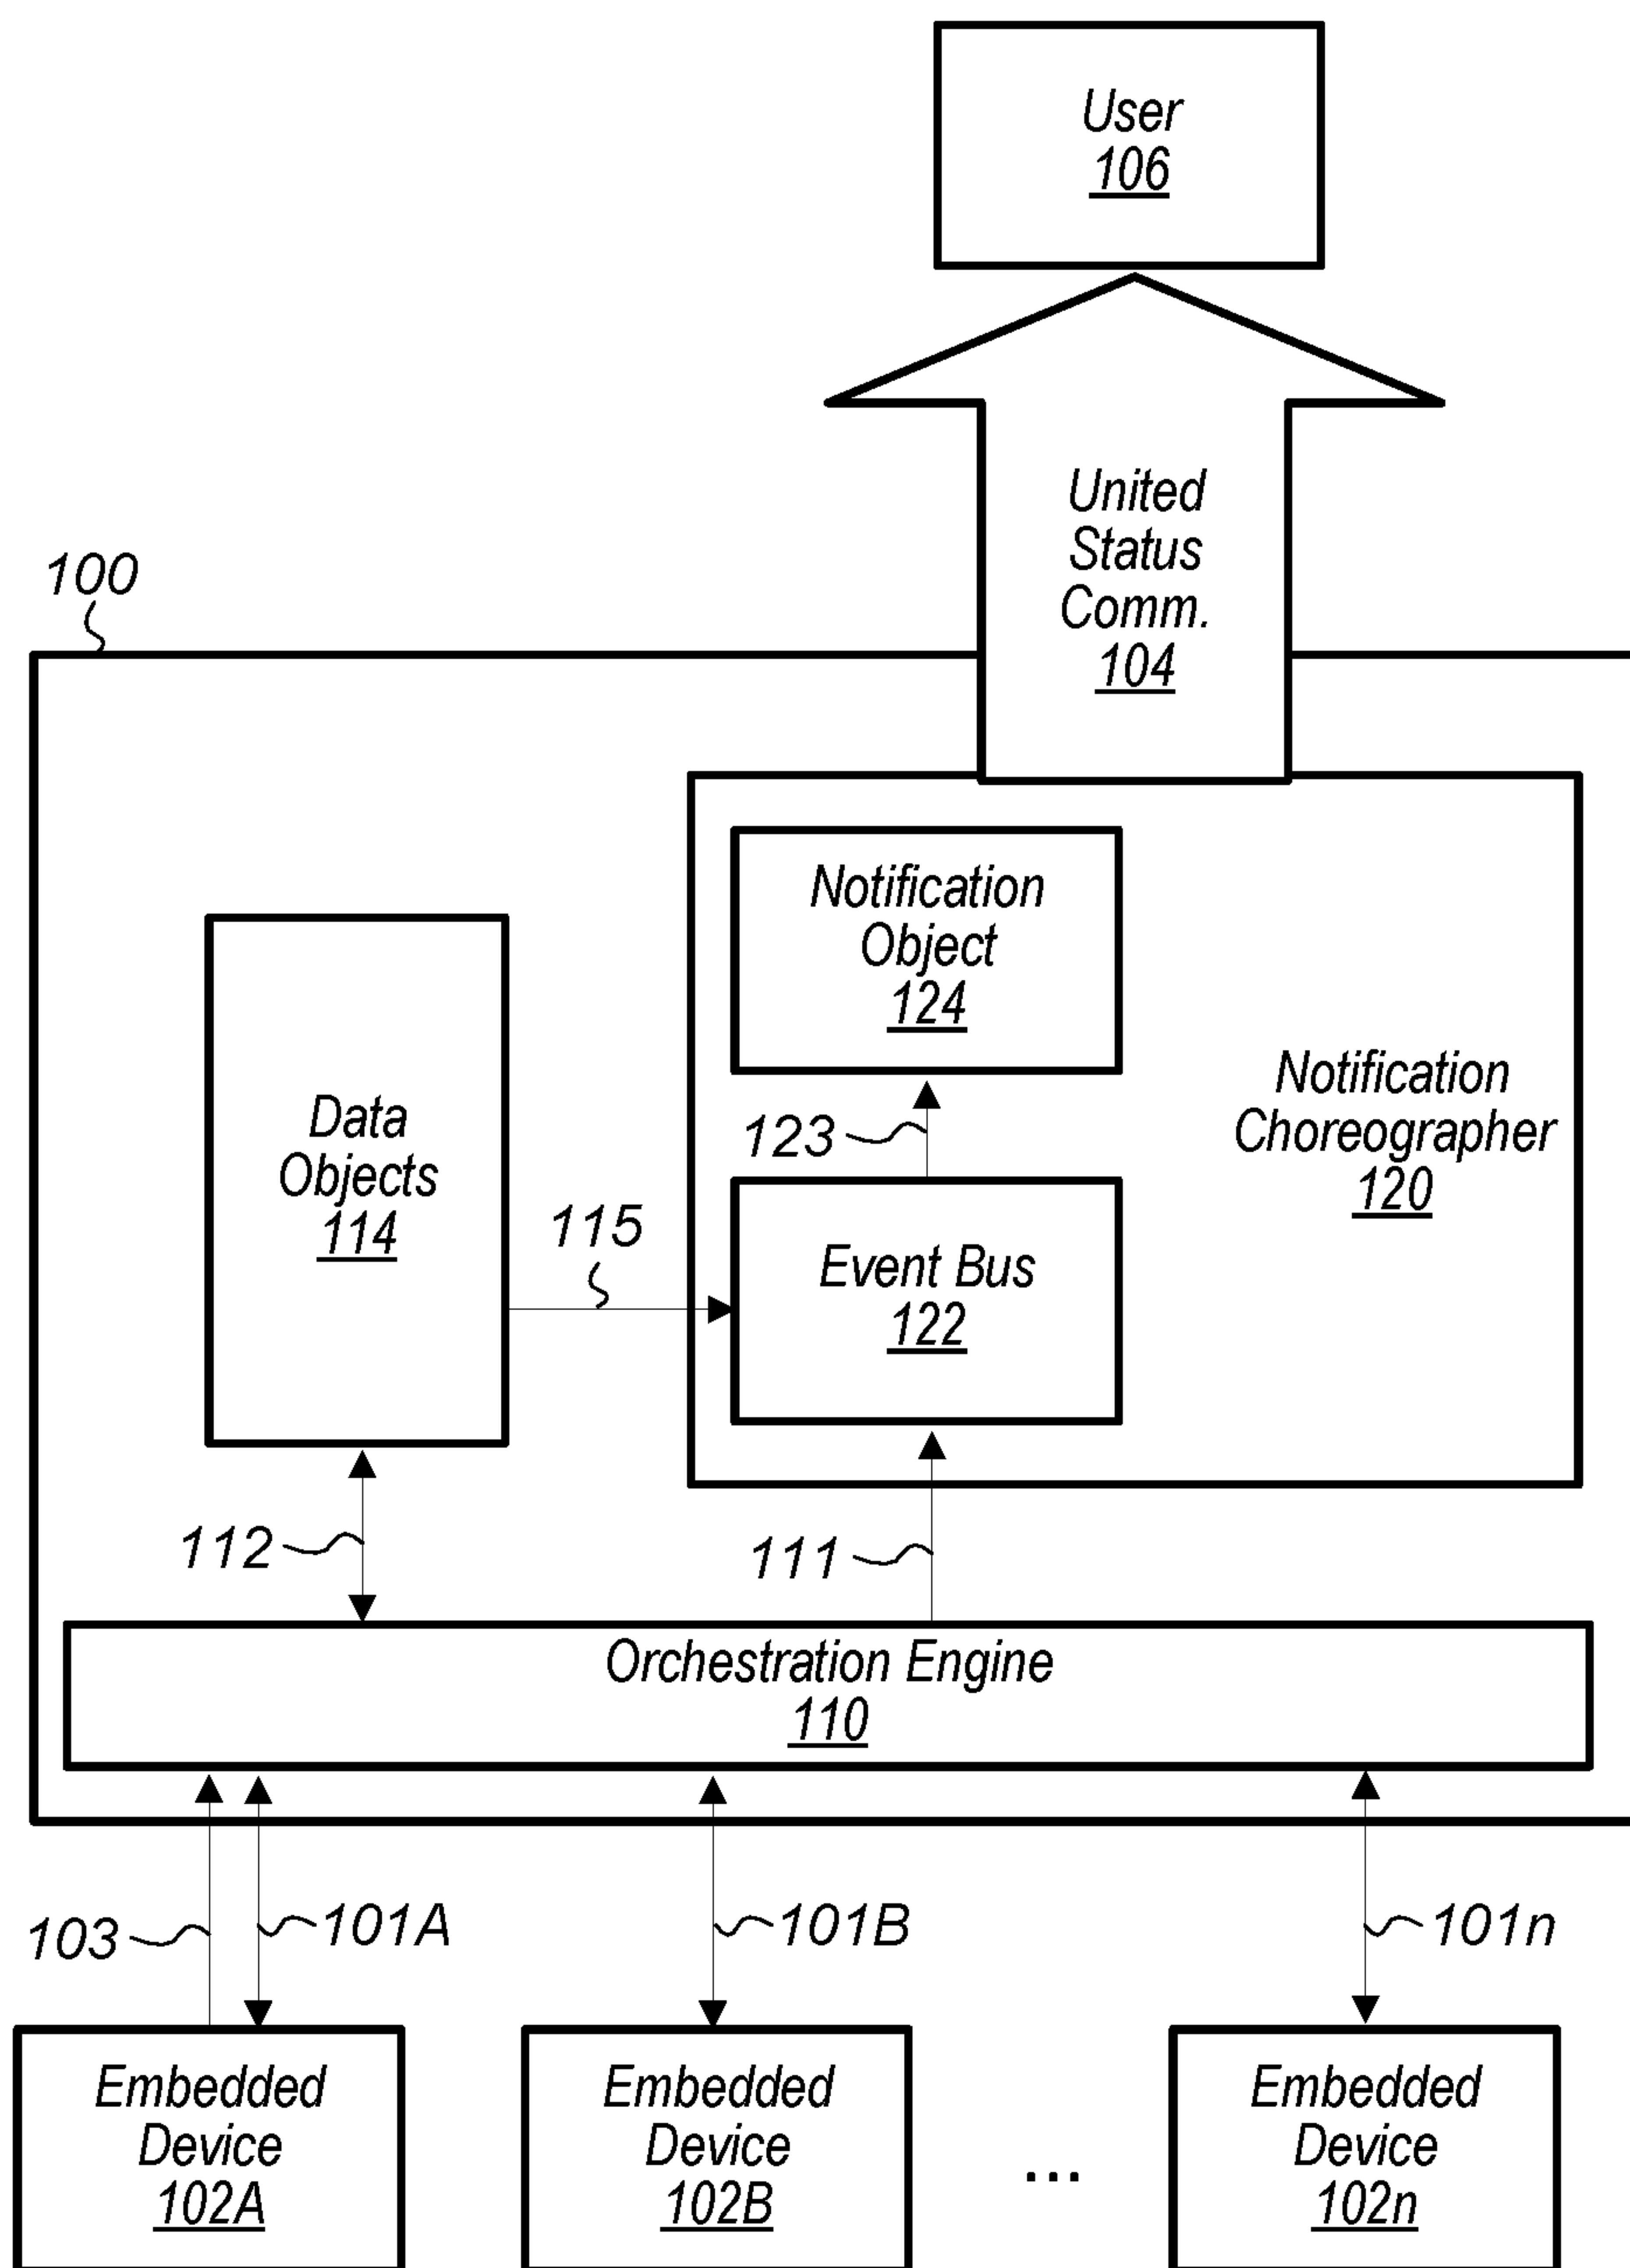 User
106
United
Status
Comm.
104
100
Notification
Object
124
Notification
Choreographer
120
123
Data
Objects
114
115
Event Bus
122
112
111
Orchestration Engine
110
103
101A
101B
101n
Embedded
Device
102A
Embedded
Device
102B
...
Embedded
Device
102n